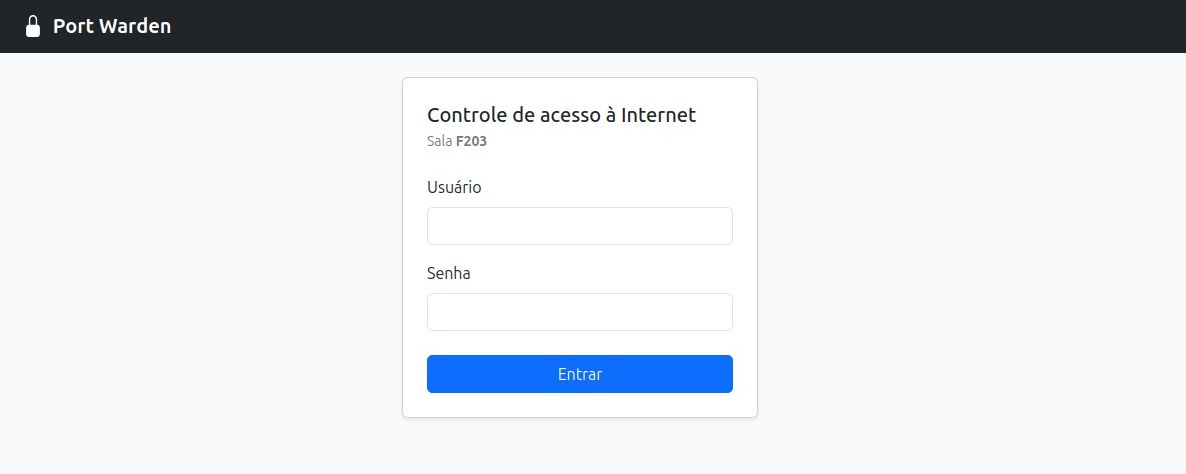 Port Warden
Controle de acesso à Internet
Sala F203
Usuário
Senha
Entrar